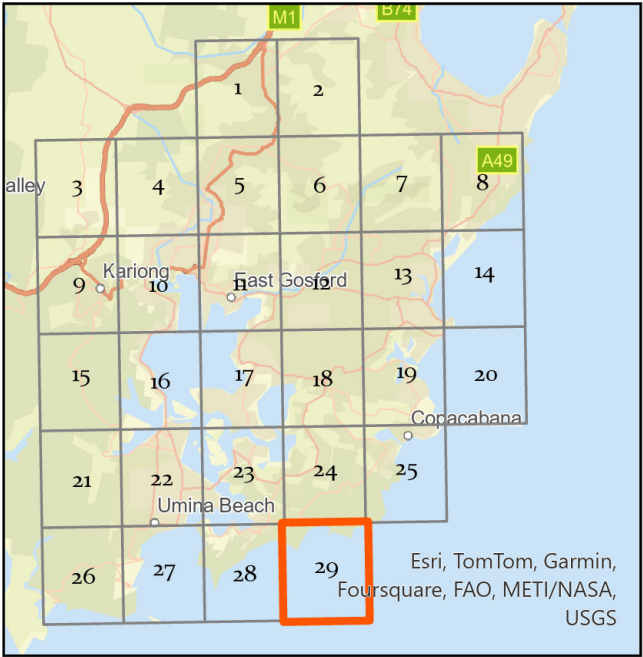 M1
B74
1
2
A49
alley
3
4
5
6
7
8
Kariong
East Gosford
9
10
11
12
13
14
15
16
17
18
19
20
Copacabana
21
22
23
24
25
Umina Beach
26
27
28
29
Esri, TomTom, Garmin,
Foursquare, FAO, METI/NASA,
USGS